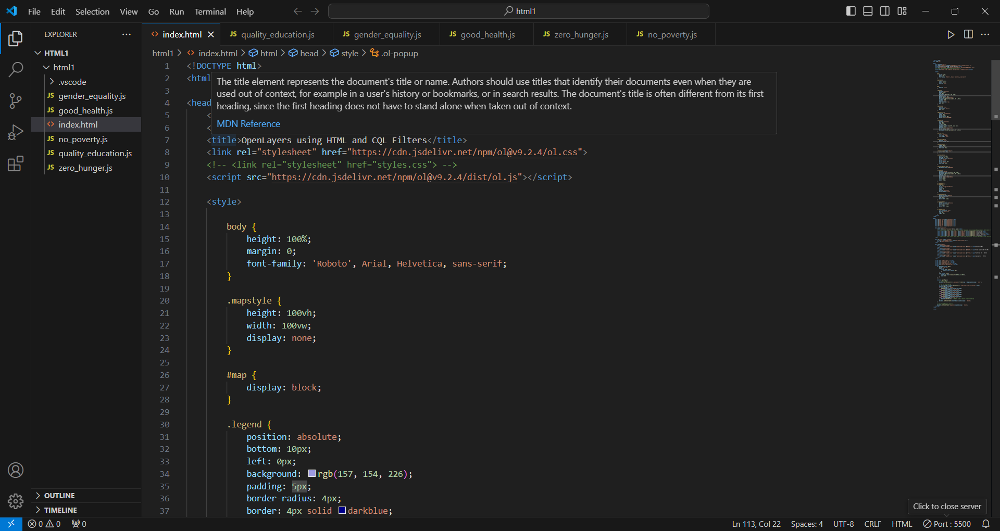 File Edit Selection View Go Run Terminal Help
html1
EXPLORER
HTML1
html1
.vscode
JS gender_equality.js
JS good_health.js
<> index.html
JS no_poverty.js
JS quality_education.js
JS zero_hunger.js
OUTLINE
TIMELINE
<> index.html
JS quality_education.js
JS gender_equality.js
JS good_health.js
JS zero_hunger.js
JS no_poverty.js
html1 > <> index.html > html > head > style > .ol-popup
1 <!DOCTYPE html>
2 <html
The title element represents the document's title or name. Authors should use titles that identify their documents even when they are
used out of context, for example in a user's history or bookmarks, or in search results. The document's title is often different from its first
heading, since the first heading does not have to stand alone when taken out of context.
MDN Reference
3
4 <head
5 <
6 <
7 <title>OpenLayers using HTML and CQL Filters</title>
8 <link rel="stylesheet" href="https://cdn.jsdelivr.net/npm/ol@v9.2.4/ol.css">
9 <!-- <link rel="stylesheet" href="styles.css"> -->
10 <script src="https://cdn.jsdelivr.net/npm/ol@v9.2.4/dist/ol.js"></script>
11
12 <style>
13
14 body {
15 height: 100%;
16 margin: 0;
17 font-family: 'Roboto', Arial, Helvetica, sans-serif;
18 }
19
20 .mapstyle {
21 height: 100vh;
22 width: 100vw;
23 display: none;
24 }
25
26 #map {
27 display: block;
28 }
29
30 .legend {
31 position: absolute;
32 bottom: 10px;
33 left: 0px;
34 background: rgb(157, 154, 226);
35 padding: 5px;
36 border-radius: 4px;
37 border: 4px solid darkblue;
Click to close server
0 0 0
Ln 113, Col 22 Spaces: 4 UTF-8 CRLF HTML Port : 5500